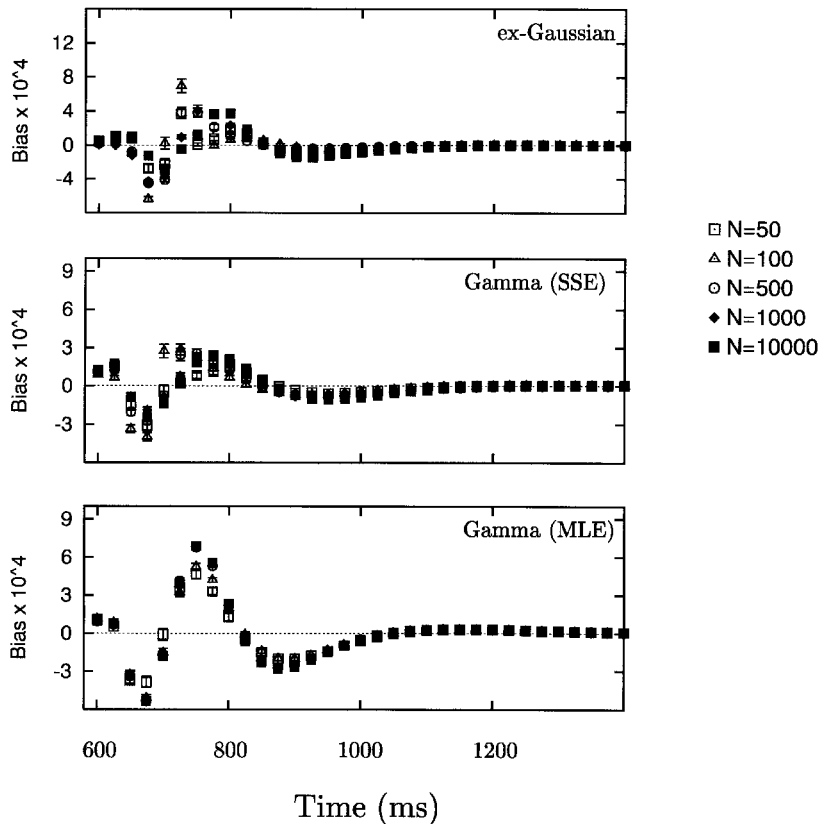 ex-Gaussian
Bias x 10^4
12
8
4
0
-4
Gamma (SSE)
Bias x 10^4
9
6
3
0
-3
Gamma (MLE)
Bias x 10^4
9
6
3
0
-3
600
800
1000
1200
Time (ms)
N=50
N=100
N=500
N=1000
N=10000